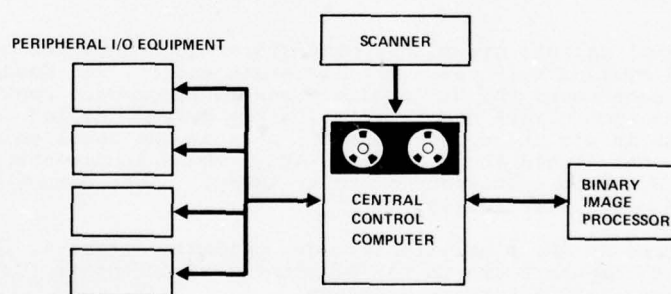 PERIPHERAL I/O EQUIPMENT
SCANNER
CENTRAL
CONTROL
COMPUTER
BINARY
IMAGE
PROCESSOR